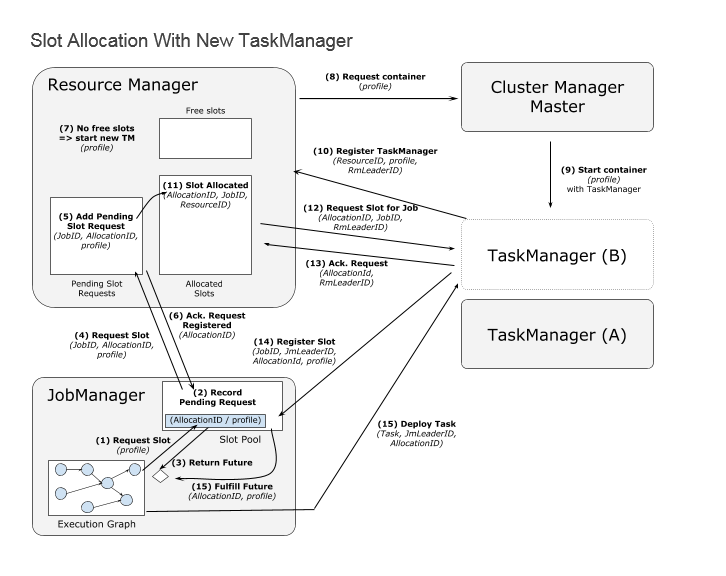 Slot Allocation With New TaskManager
Resource Manager
Free slots
(7) No free slots
=> start new TM
(profile)
(11) Slot Allocated
(AllocationID, JobID,
ResourceID)
(5) Add Pending
Slot Request
(JobID, AllocationID,
profile)
Pending Slot
Requests
Allocated
Slots
(8) Request container
(profile)
Cluster Manager
Master
(9) Start container
(profile)
with TaskManager
(10) Register TaskManager
(ResourceID, profile,
RmLeaderID)
(12) Request Slot for Job
(AllocationID, JobID,
RmLeaderID)
(13) Ack. Request
(AllocationId,
RmLeaderID)
TaskManager (B)
TaskManager (A)
(6) Ack. Request
Registered
(AllocationID)
(4) Request Slot
(JobID, AllocationID,
profile)
(14) Register Slot
(JobID, JmLeaderID,
AllocationId, profile)
JobManager
(2) Record
Pending Request
(AllocationID / profile)
Slot Pool
(1) Request Slot
(profile)
(3) Return Future
(15) Fulfill Future
(AllocationID, profile)
(15) Deploy Task
(Task, JmLeaderID,
AllocationID)
Execution Graph